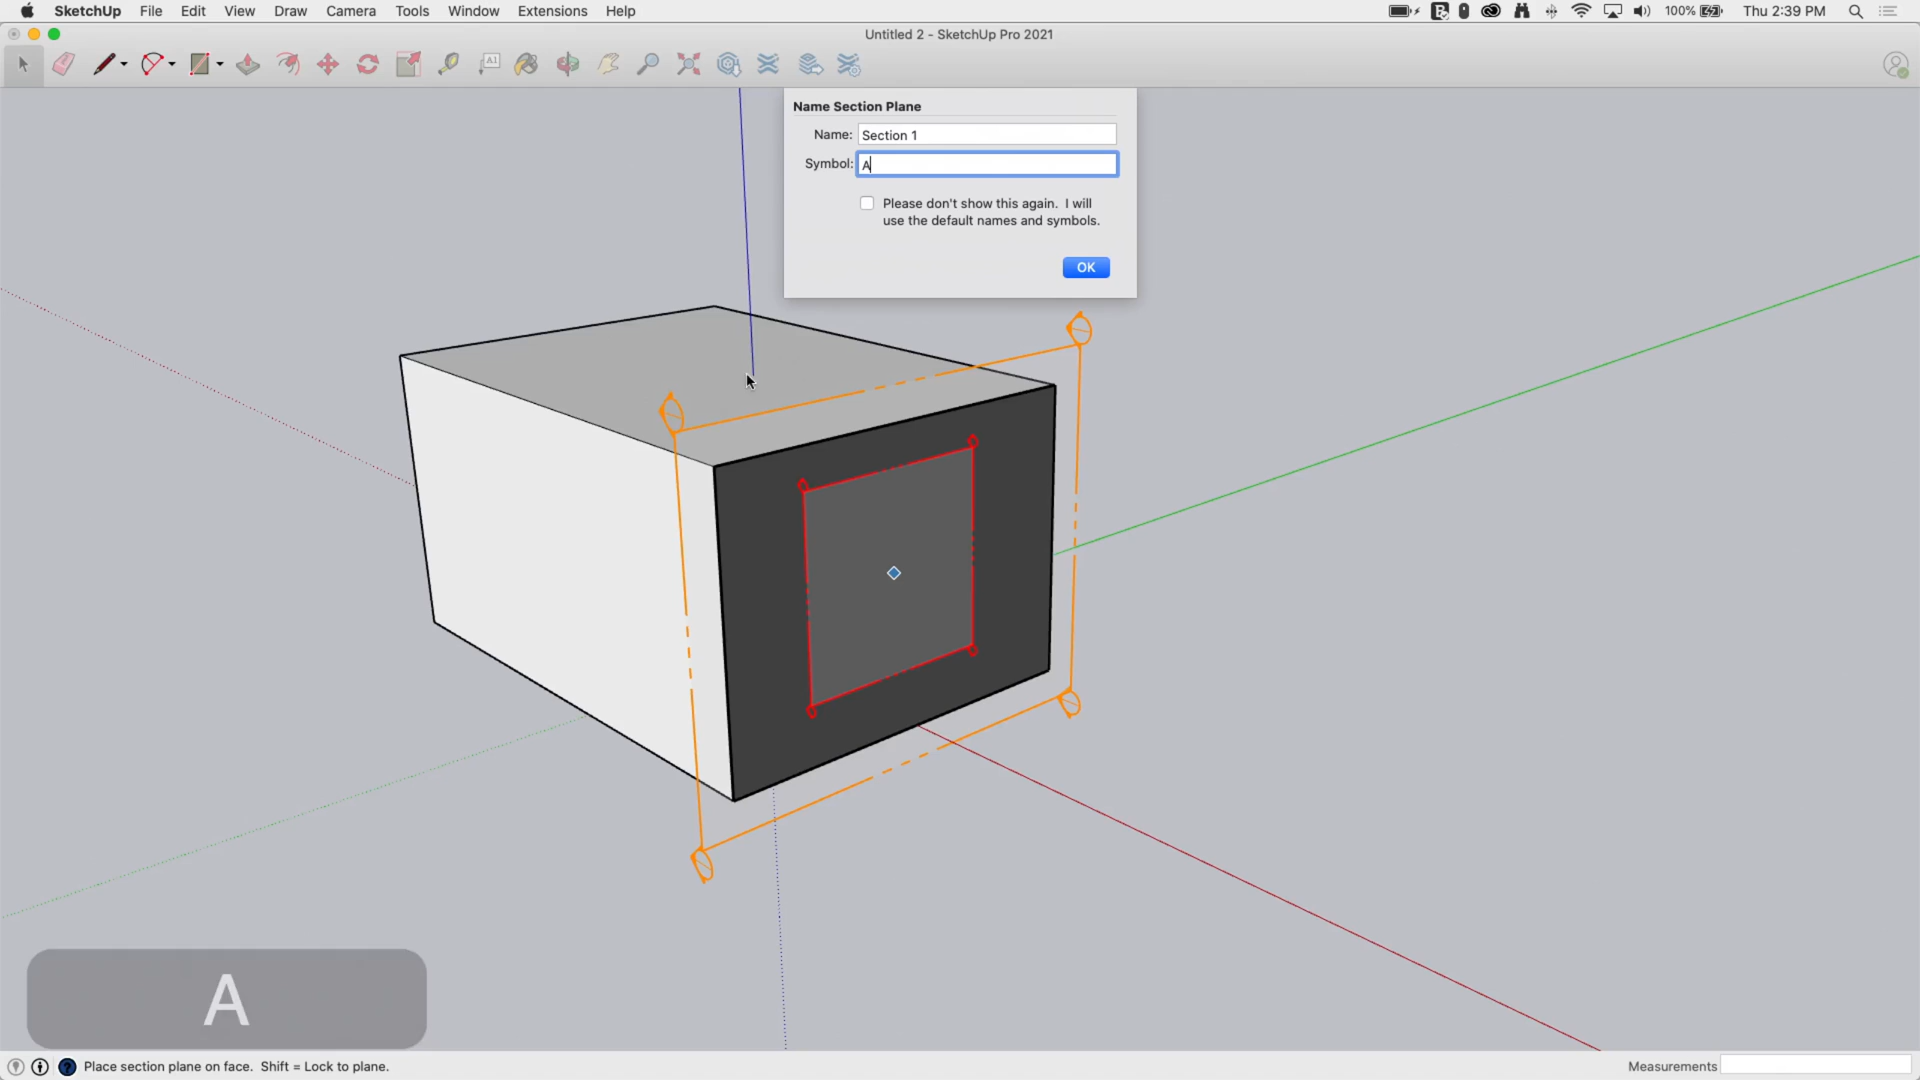 SketchUp File Edit View Draw Camera Tools Window Extensions Help 100% Thu 2:39 PM
Untitled 2 - SketchUp Pro 2021
A1
Name Section Plane
Name: Section 1
Symbol: A
Please don't show this again. I will
use the default names and symbols.
OK
A
Place section plane on face. Shift = Lock to plane. Measurements